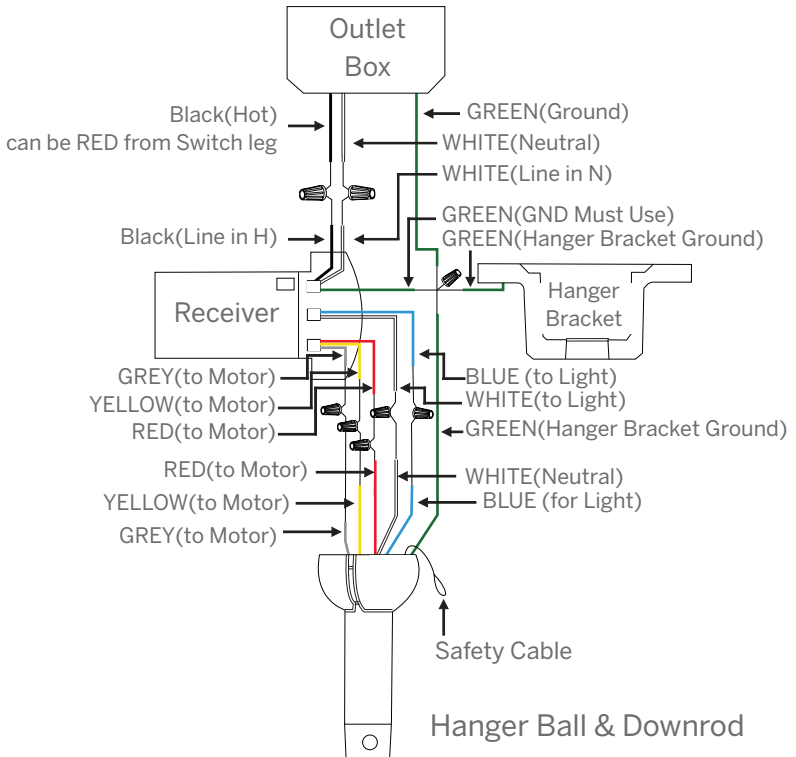 Outlet
Box
Black(Hot)
can be RED from Switch leg
GREEN(Ground)
WHITE(Neutral)
WHITE(Line in N)
GREEN(GND Must Use)
Black(Line in H)
GREEN(Hanger Bracket Ground)
Receiver
Hanger
Bracket
GREY(to Motor)
BLUE (to Light)
YELLOW(to Motor)
WHITE(to Light)
RED(to Motor)
GREEN(Hanger Bracket Ground)
RED(to Motor)
WHITE(Neutral)
YELLOW(to Motor)
BLUE (for Light)
GREY(to Motor)
Safety Cable
Hanger Ball & Downrod